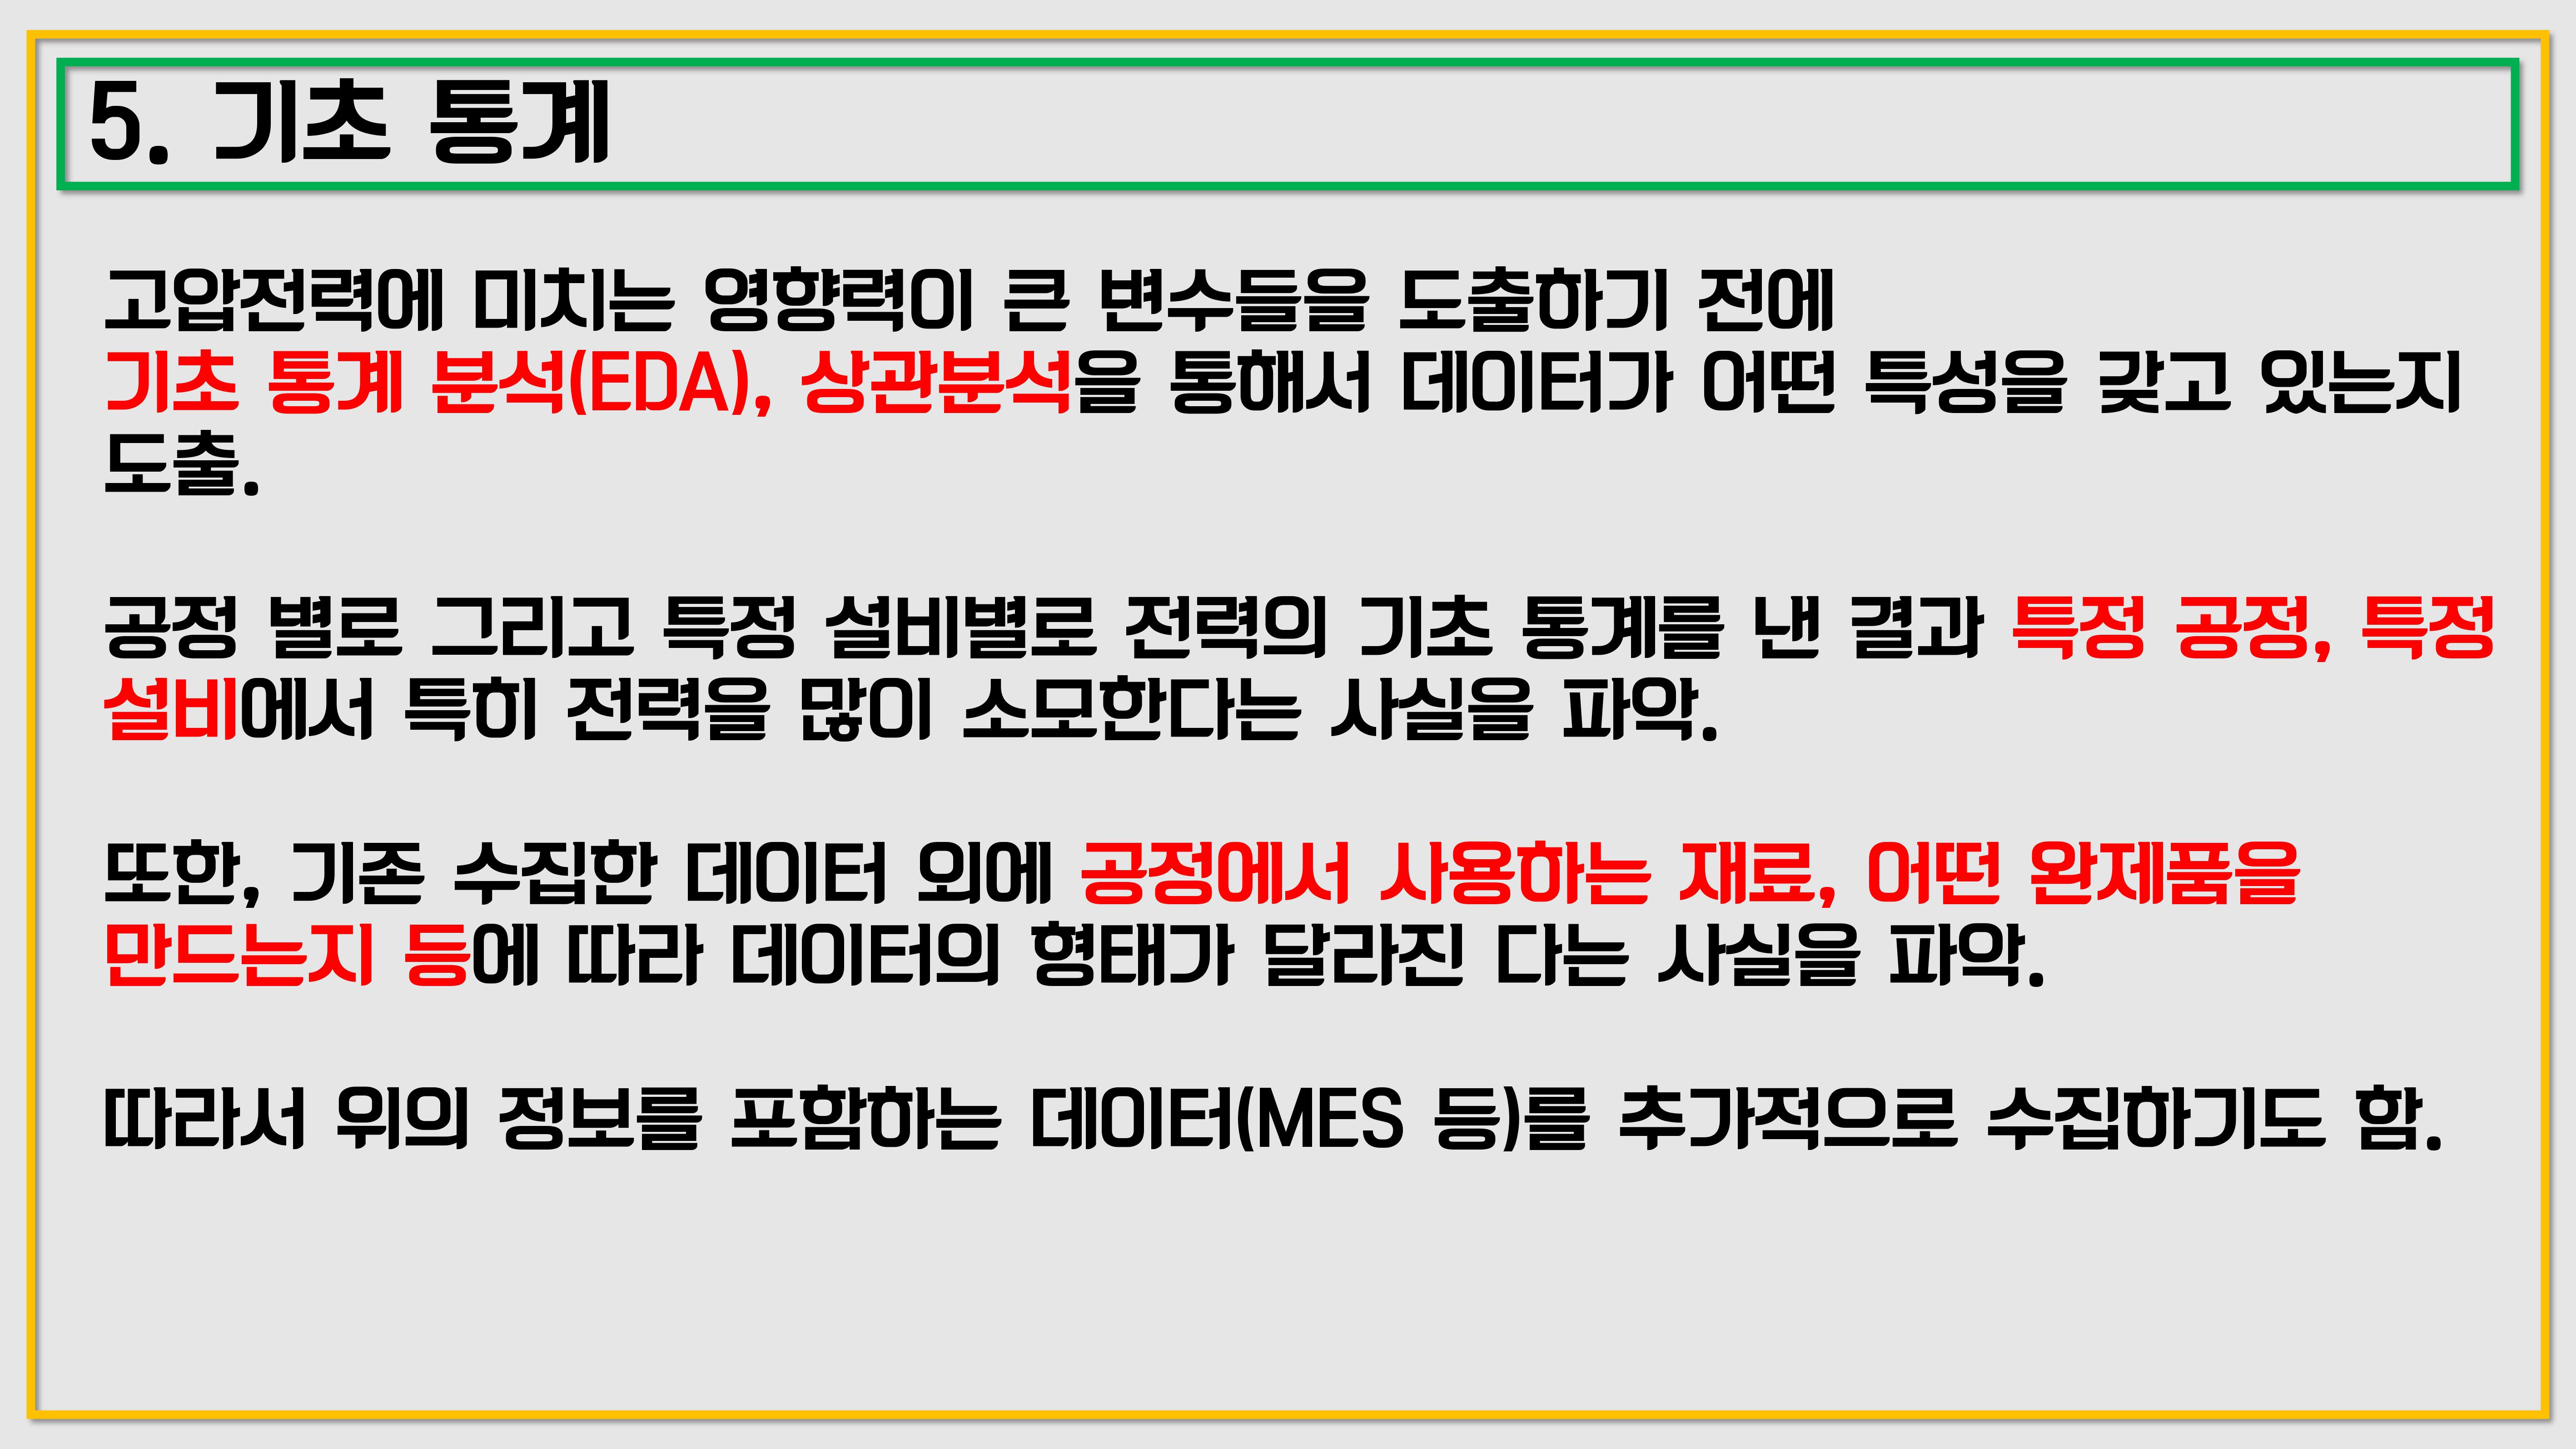 5. 기초 통계
고압전력에 미치는 영향력이 큰 변수들을 도출하기 전에
기초 통계 분석(EDA), 상관분석을 통해서 데이터가 어떤 특성을 갖고 있는지
도출.
공정 별로 그리고 특정 설비별로 전력의 기초 통계를 낸 결과 특정 공정, 특정
설비에서 특히 전력을 많이 소모한다는 사실을 파악.
또한, 기존 수집한 데이터 외에 공정에서 사용하는 재료, 어떤 완제품을
만드는지 등에 따라 데이터의 형태가 달라진 다는 사실을 파악.
따라서 위의 정보를 포함하는 데이터(MES 등)를 추가적으로 수집하기도 함.